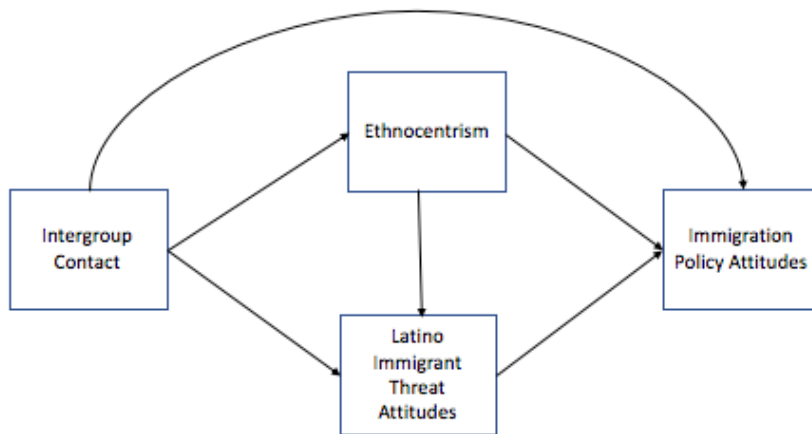 Ethnocentrism
Intergroup
Contact
Immigration
Policy Attitudes
Latino
Immigrant
Threat
Attitudes